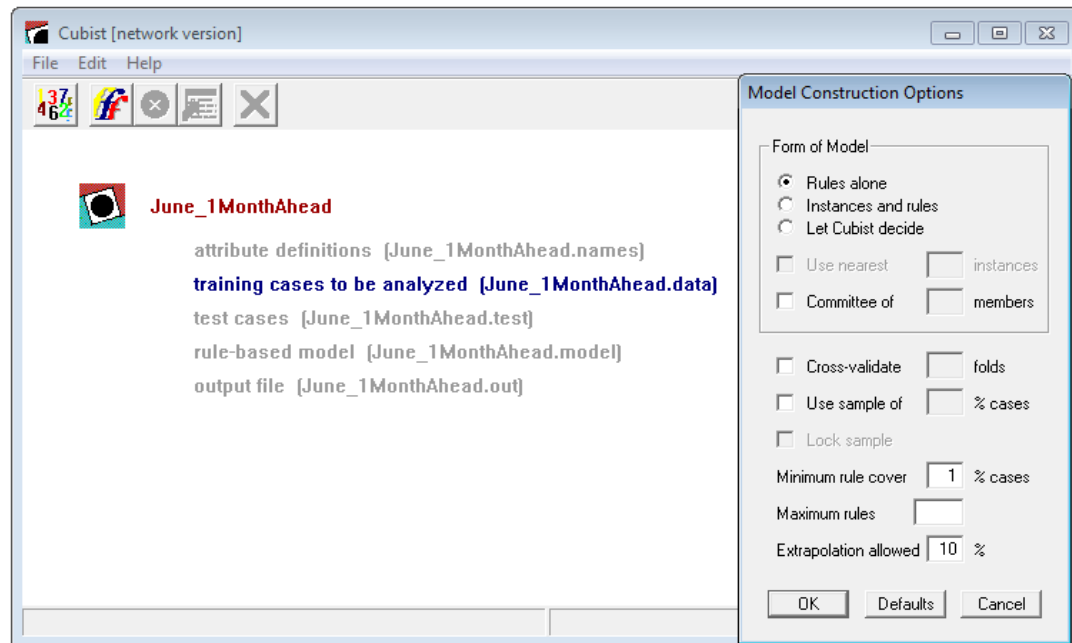 Cubist [network version]
File Edit Help
June_1MonthAhead
attribute definitions (June_1MonthAhead.names)
training cases to be analyzed (June_1MonthAhead.data)
test cases (June_1MonthAhead.test)
rule-based model (June_1MonthAhead.model)
output file (June_1MonthAhead.out)
Model Construction Options
Form of Model
Rules alone
Instances and rules
Let Cubist decide
Use nearest instances
Committee of members
Cross-validate folds
Use sample of % cases
Lock sample
Minimum rule cover 1 % cases
Maximum rules
Extrapolation allowed 10 %
OK Defaults Cancel